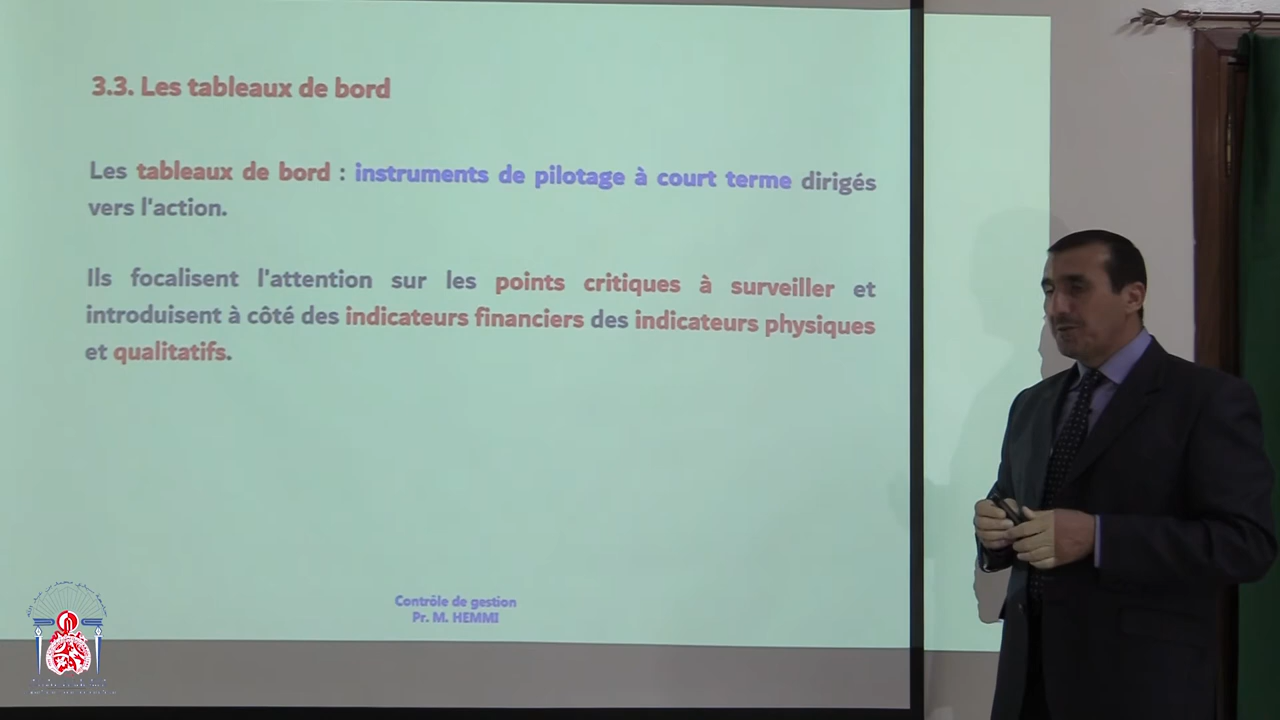 3.3. Les tableaux de bord
Les tableaux de bord : instruments de pilotage à court terme dirigés
vers l'action.
Ils focalisent l'attention sur les points critiques à surveiller et
introduisent à côté des indicateurs financiers des indicateurs physiques
et qualitatifs.
Contrôle de gestion
Pr. M. HEMMI